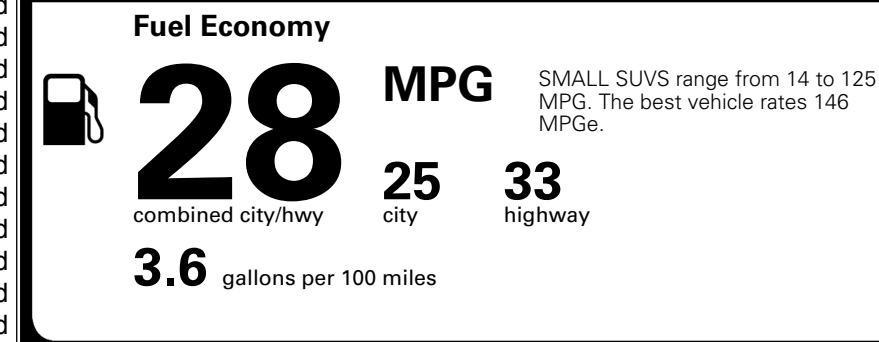 Fuel Economy
28
MPG
SMALL SUVS range from 14 to 125
MPG. The best vehicle rates 146
MPGe.
25 33
combined city/hwy city highway
3.6 gallons per 100 miles
d
d
d
d
d
d
d
d
d
d
d